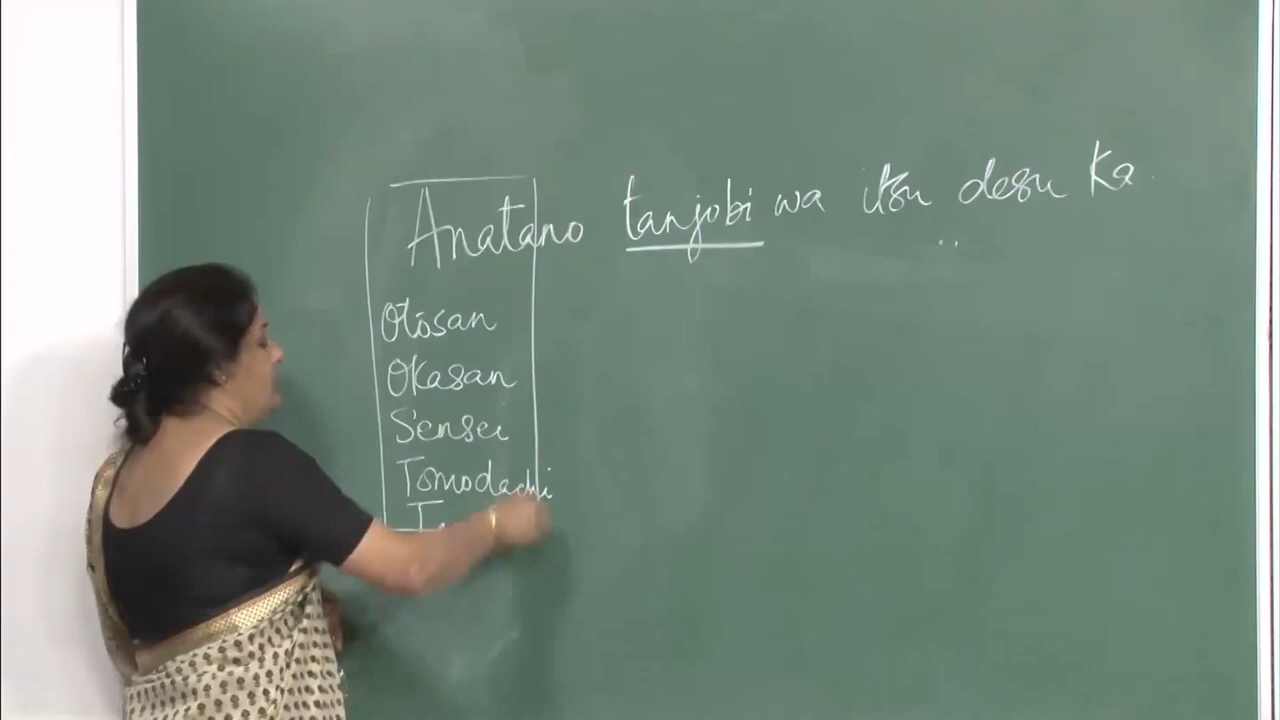 Anatano tanjobi wa itsu desu ka
Otōsan
Okasan
Sensei
Tomodachi